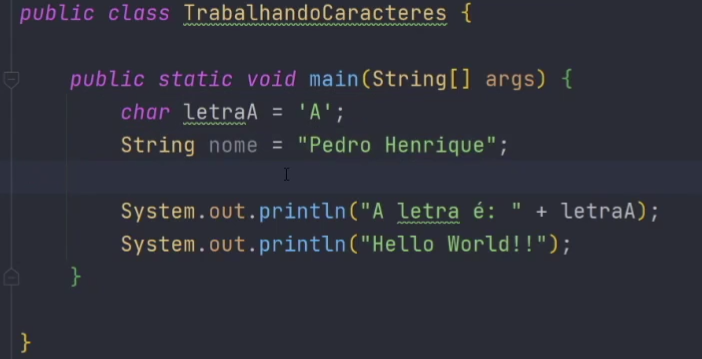 public class TrabalhandoCaracteres {
public static void main(String[] args) {
char letraA = 'A';
String nome = "Pedro Henrique";
System.out.println("A letra é: " + letraA);
System.out.println("Hello World!!");
}
}